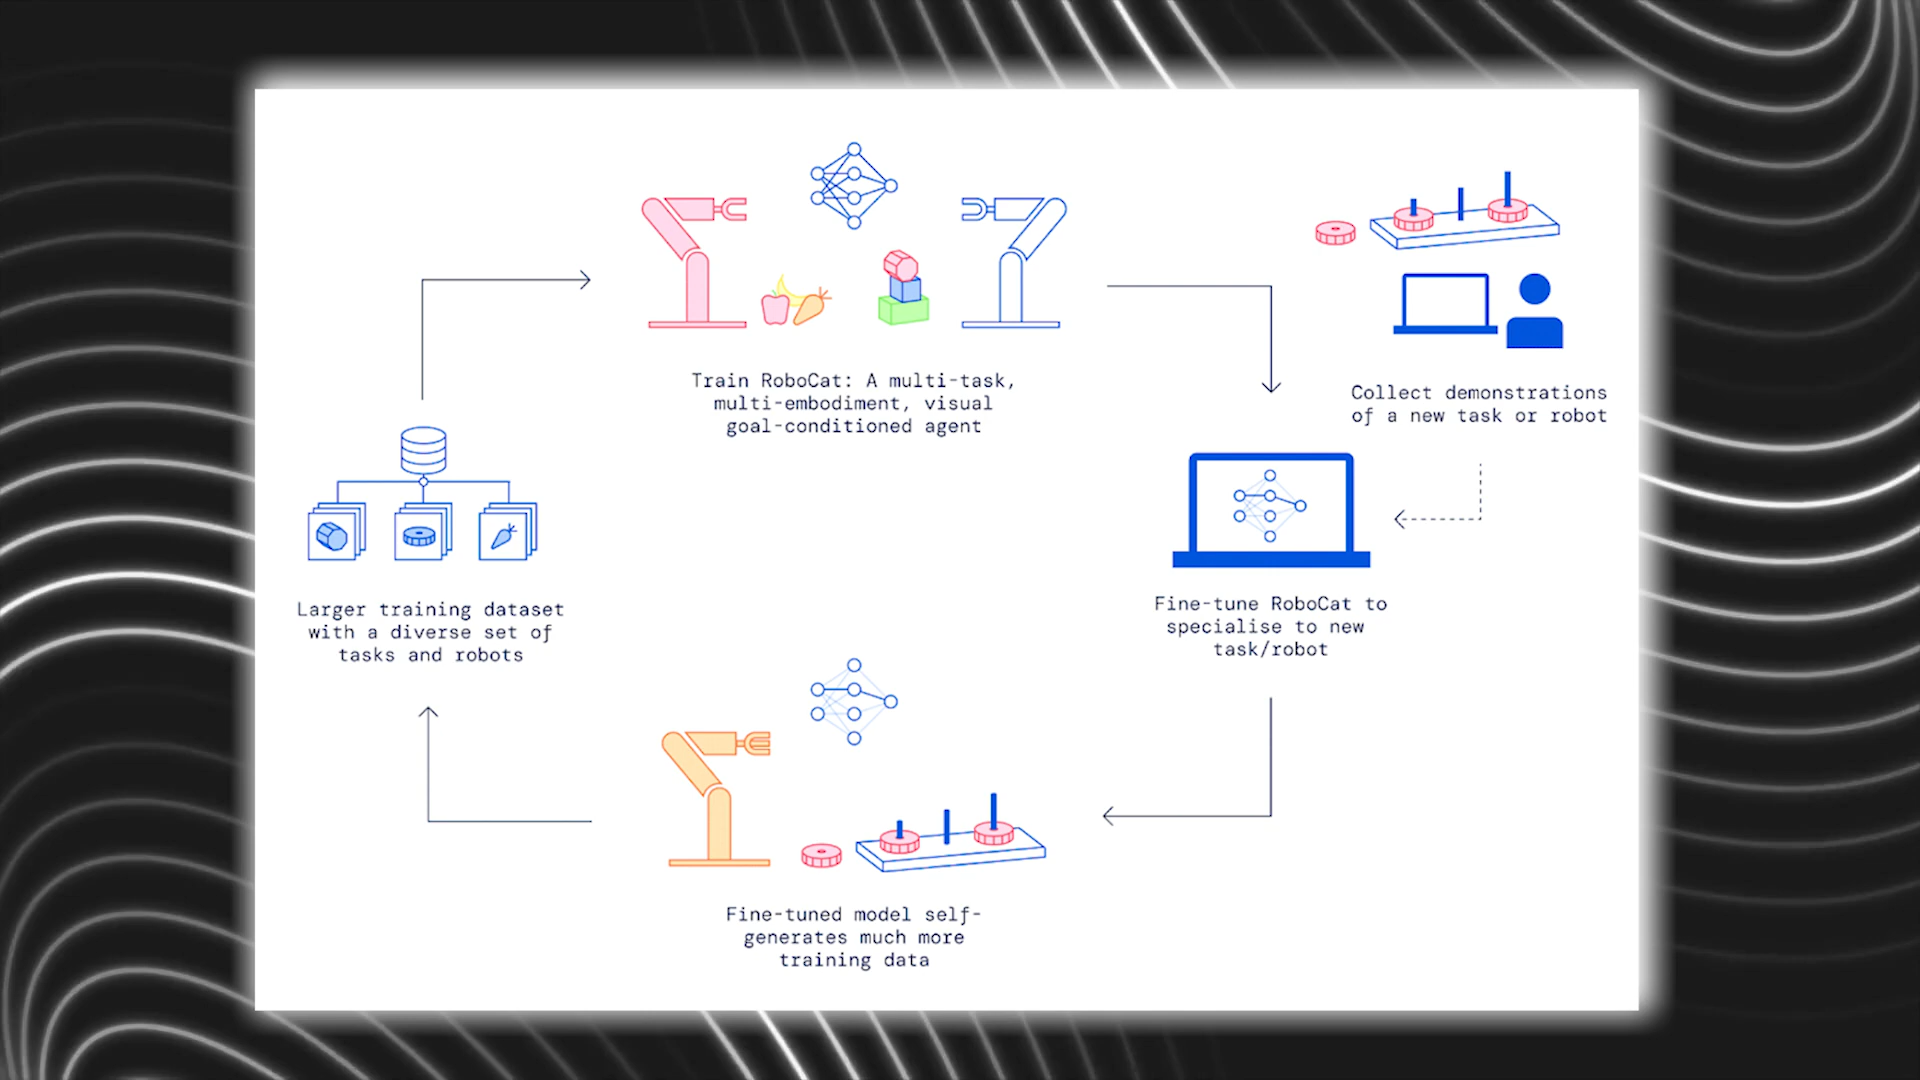 Train RoboCat: A multi-task,
multi-embodiment, visual
goal-conditioned agent
Collect demonstrations
of a new task or robot
Fine-tune RoboCat to
specialise to new
task/robot
Fine-tuned model self-
generates much more
training data
Larger training dataset
with a diverse set of
tasks and robots